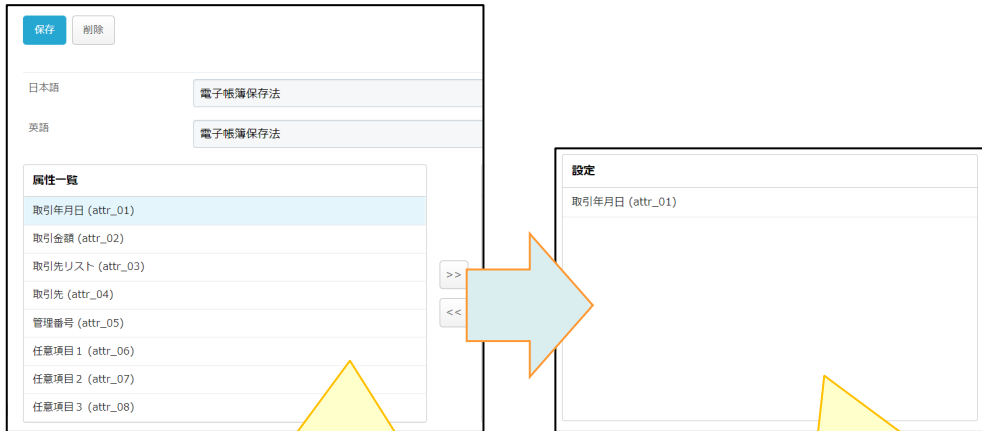 保存 削除
日本語 電子帳簿保存法
英語 電子帳簿保存法
属性一覧
取引年月日 (attr_01)
取引金額 (attr_02)
取引先リスト (attr_03)
取引先 (attr_04)
管理番号 (attr_05)
任意項目1 (attr_06)
任意項目2 (attr_07)
任意項目3 (attr_08)
>>
<<
設定
取引年月日 (attr_01)